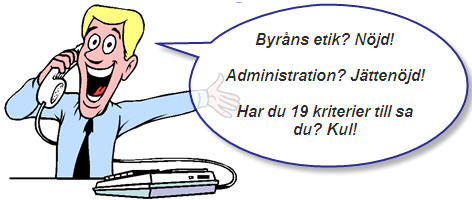 Byråns etik? Nöjd!
Administration? Jättenöjd!
Har du 19 kriterier till sa
du? Kul!